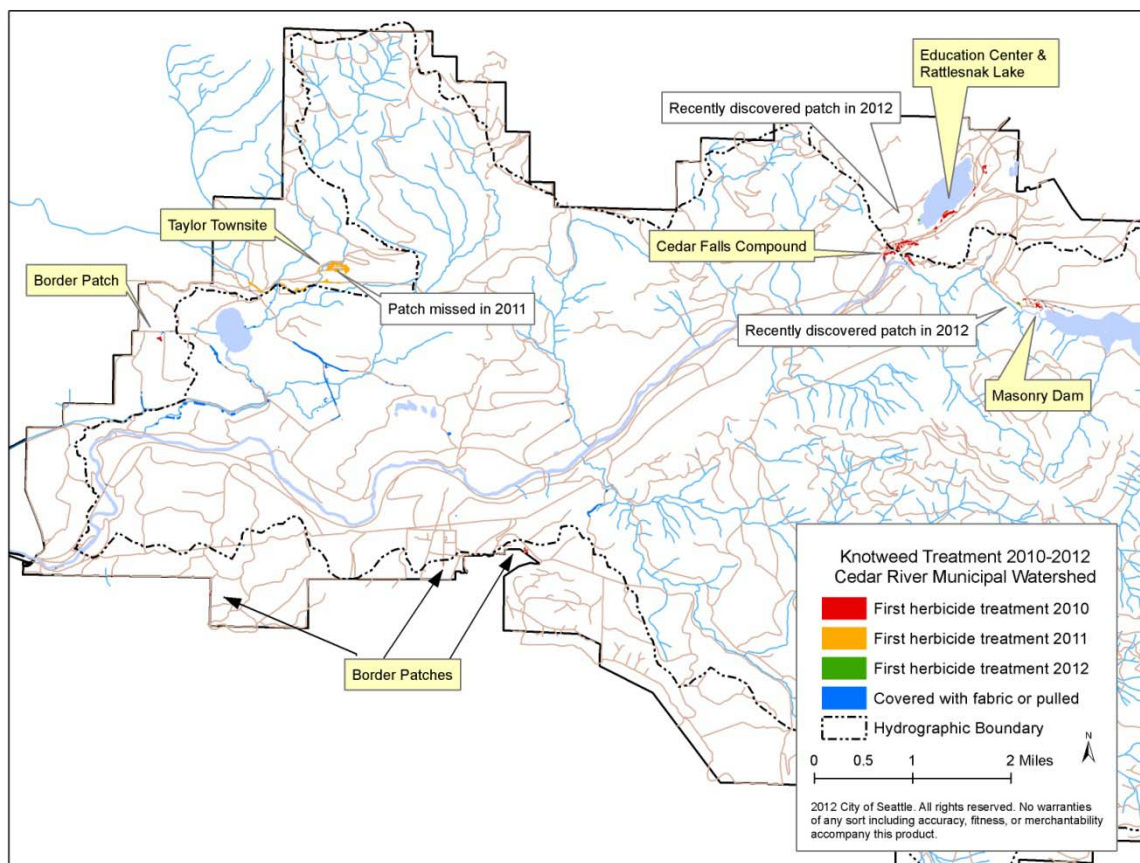 Education Center &
Rattlesnak Lake
Recently discovered patch in 2012
Taylor Townsite
Cedar Falls Compound
Border Patch
Patch missed in 2011
Recently discovered patch in 2012
Masonry Dam
Border Patches
Knotweed Treatment 2010-2012
Cedar River Municipal Watershed
First herbicide treatment 2010
First herbicide treatment 2011
First herbicide treatment 2012
Covered with fabric or pulled
Hydrographic Boundary
N
0 0.5 1 2 Miles
2012 City of Seattle. All rights reserved. No warranties
of any sort including accuracy, fitness, or merchantability
accompany this product.